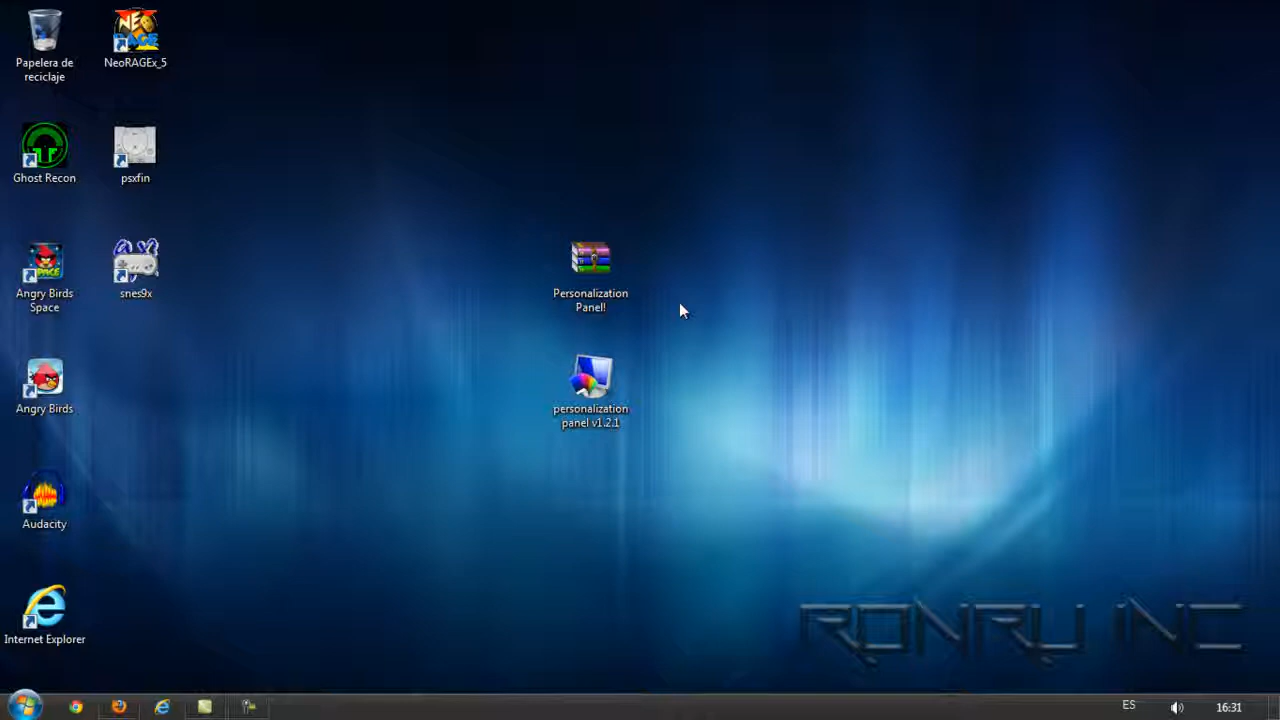 Papelera de
reciclaje
NeoRAGEx_5
Ghost Recon
psxfin
Angry Birds
Space
snes9x
Personalization
Panel!
Angry Birds
personalization
panel v1.2.1
Audacity
Internet Explorer
RONRU INC
ES
16:31